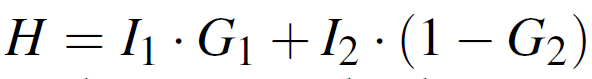 H = I₁ · G₁ + I₂ · (1 − G₂)